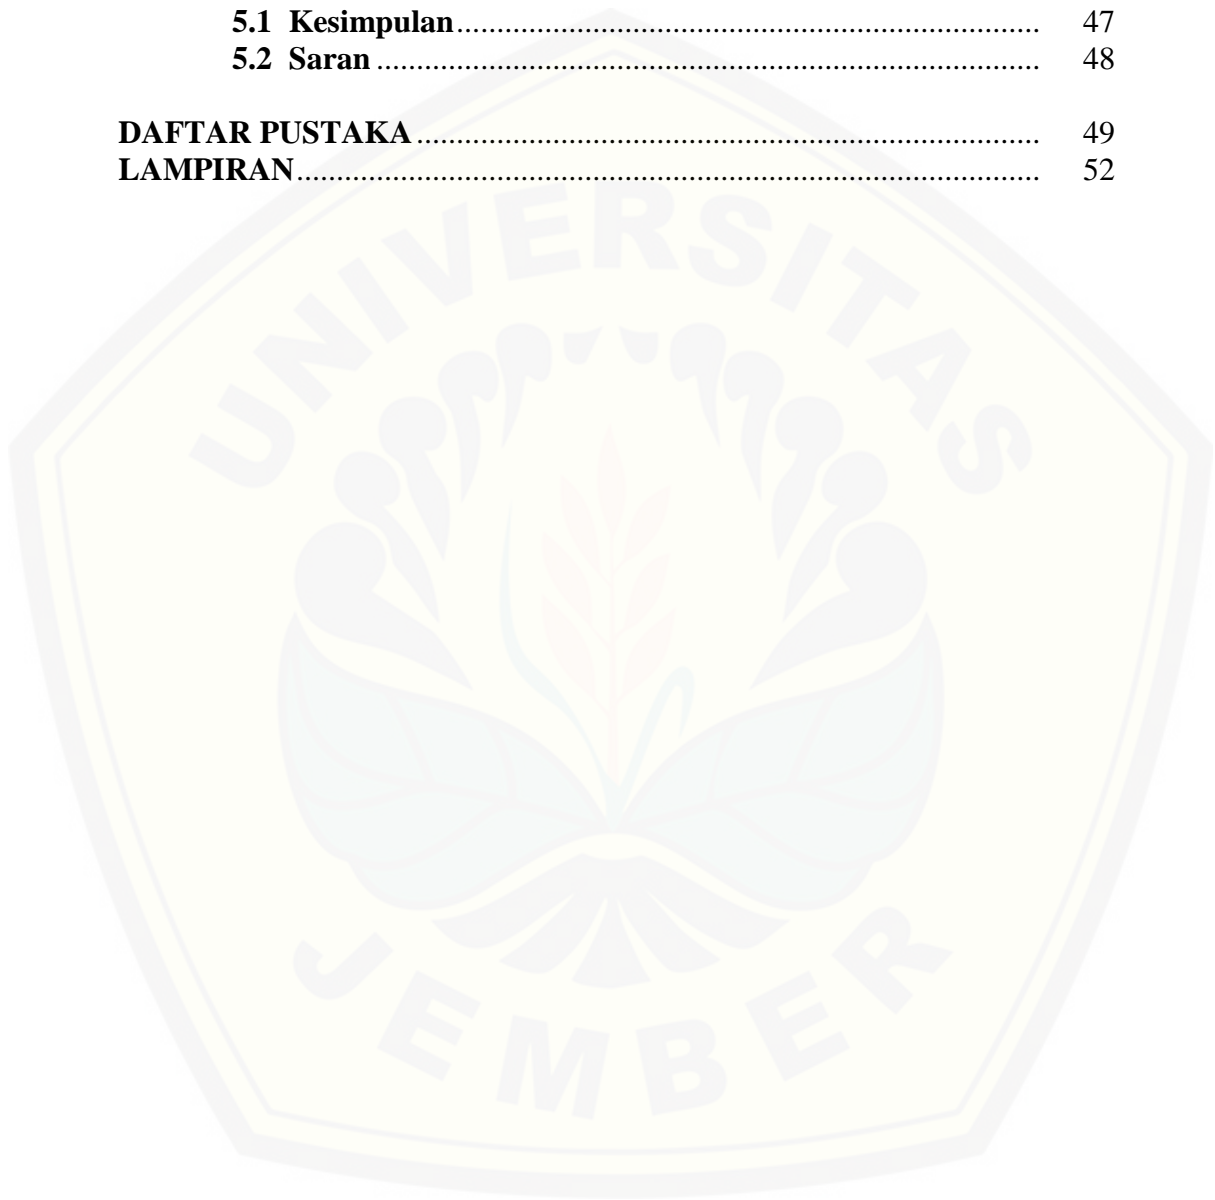 5.1 Kesimpulan........................................................................ 47
5.2 Saran.................................................................................. 48
DAFTAR PUSTAKA............................................................................. 49
LAMPIRAN............................................................................................ 52
UNIVERSITAS
JEMBER